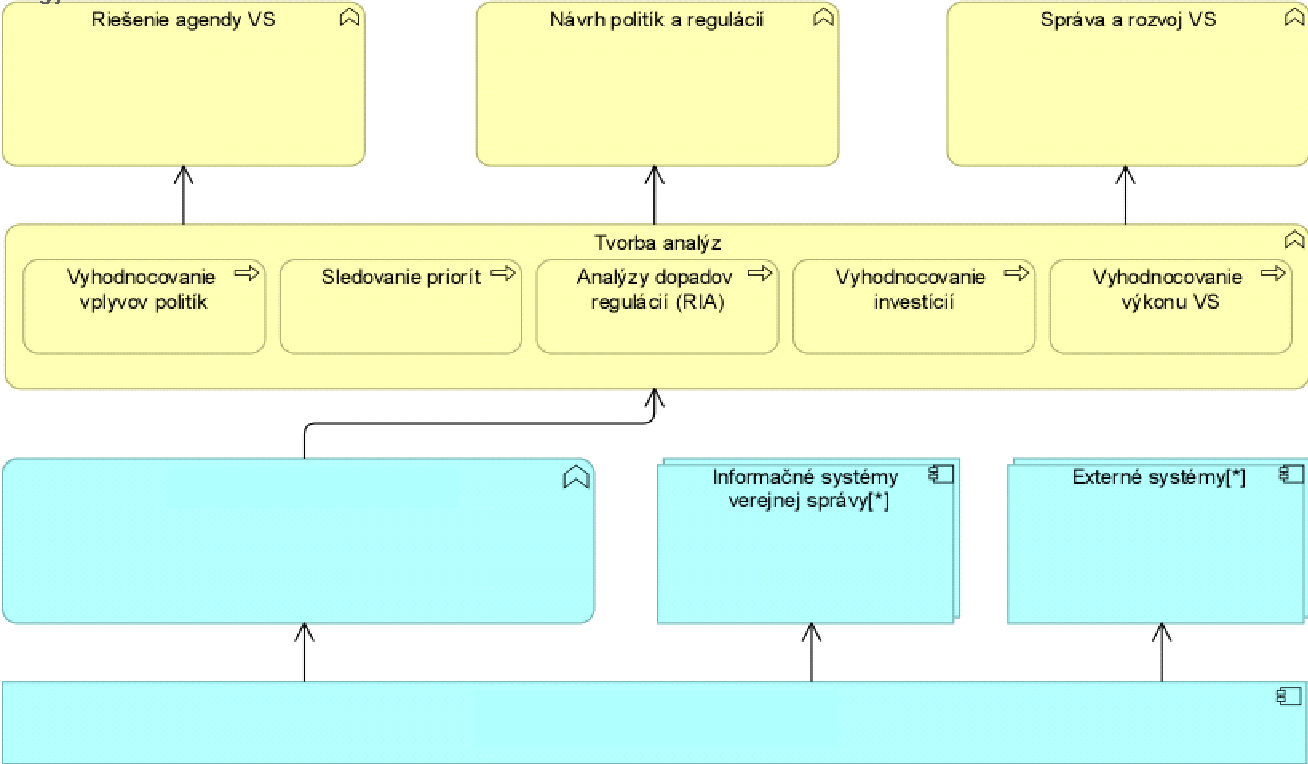 Riešenie agendy VS
Návrh politík a regulácií
Správa a rozvoj VS
Tvorba analýz
Vyhodnocovanie
vplyvov politík
Sledovanie priorít
Analýzy dopadov
regulácií (RIA)
Vyhodnocovanie
investícií
Vyhodnocovanie
výkonu VS
Informačné systémy
verejnej správy[*]
Externé systémy[*]